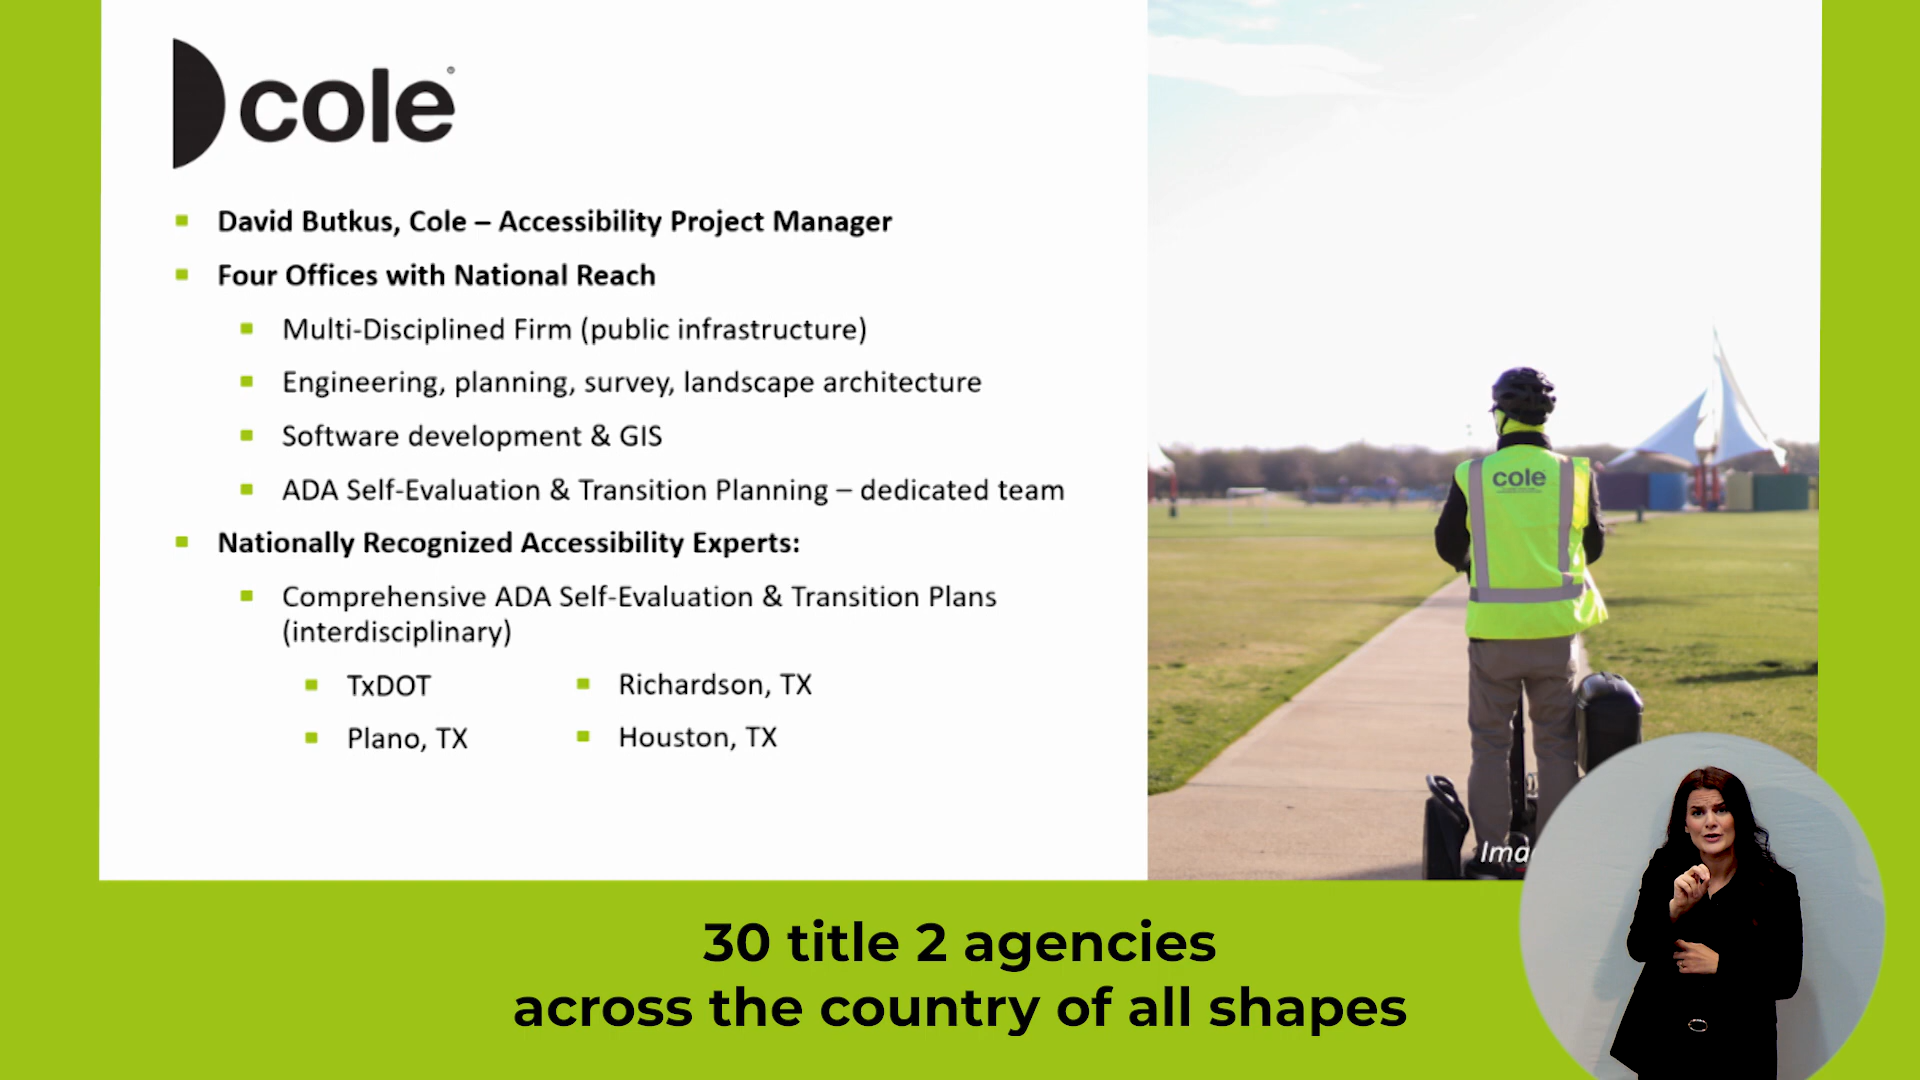 cole
David Butkus, Cole – Accessibility Project Manager
Four Offices with National Reach
Multi-Disciplined Firm (public infrastructure)
Engineering, planning, survey, landscape architecture
Software development & GIS
ADA Self-Evaluation & Transition Planning – dedicated team
Nationally Recognized Accessibility Experts:
Comprehensive ADA Self-Evaluation & Transition Plans
(interdisciplinary)
TxDOT
Richardson, TX
Plano, TX
Houston, TX
cole
30 title 2 agencies
across the country of all shapes